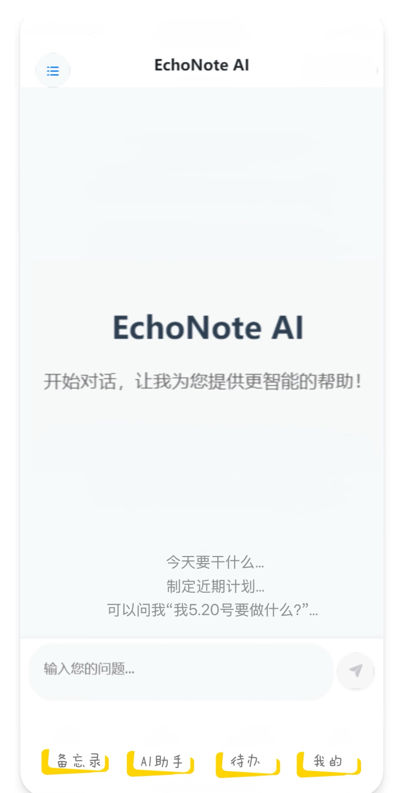 EchoNote AI
EchoNote AI
开始对话，让我为您提供更智能的帮助！
今天要干什么...
制定近期计划...
可以问我“我5.20号要做什么?”...
输入您的问题...
备忘录
AI助手
待办
我的